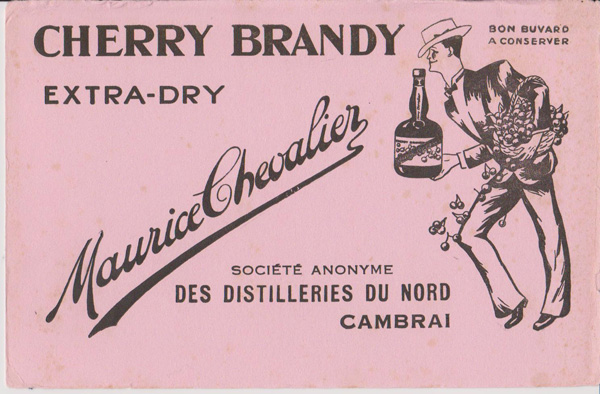 CHERRY BRANDY
BON BUVARD
A CONSERVER
EXTRA-DRY
Maurice Chevalier
SOCIÉTÉ ANONYME
DES DISTILLERIES DU NORD
CAMBRAI